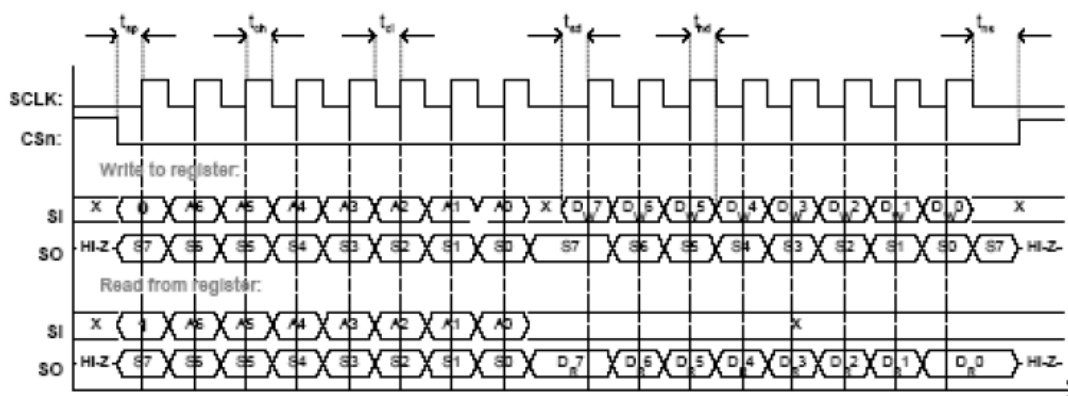 tsp tch tcl tsd thd tns
SCLK:
CSn:
Write to register:
SI X 0 A6 A5 A4 A3 A2 A1 A0 X DW7 DW6 DW5 DW4 DW3 DW2 DW1 DW0 X
SO HI-Z S7 S6 S5 S4 S3 S2 S1 S0 S7 S6 S5 S4 S3 S2 S1 S0 S7 HI-Z
Read from register:
SI X 1 A6 A5 A4 A3 A2 A1 A0 X
SO HI-Z S7 S6 S5 S4 S3 S2 S1 S0 DR7 DR6 DR5 DR4 DR3 DR2 DR1 DR0 HI-Z